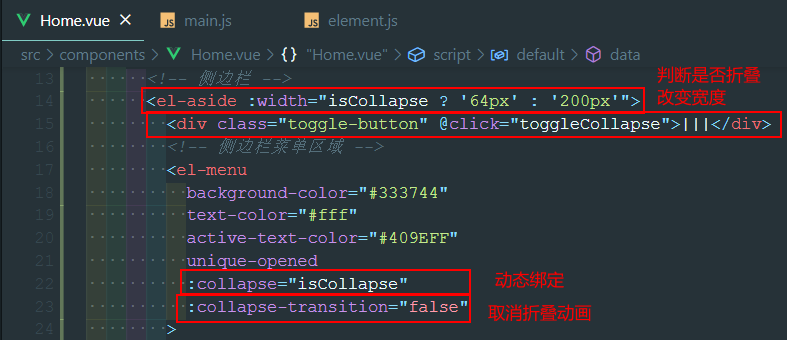 Home.vue
main.js
element.js
src > components > Home.vue > {} "Home.vue" > script > default > data
13 <!-- 侧边栏 --> 判断是否折叠
14 <el-aside :width="isCollapse ? '64px' : '200px'"> 改变宽度
15 <div class="toggle-button" @click="toggleCollapse">|||</div>
16 <!-- 侧边栏菜单区域 -->
17 <el-menu
18 background-color="#333744"
19 text-color="#fff"
20 active-text-color="#409EFF"
21 unique-opened
22 :collapse="isCollapse" 动态绑定
23 :collapse-transition="false" 取消折叠动画
24 >